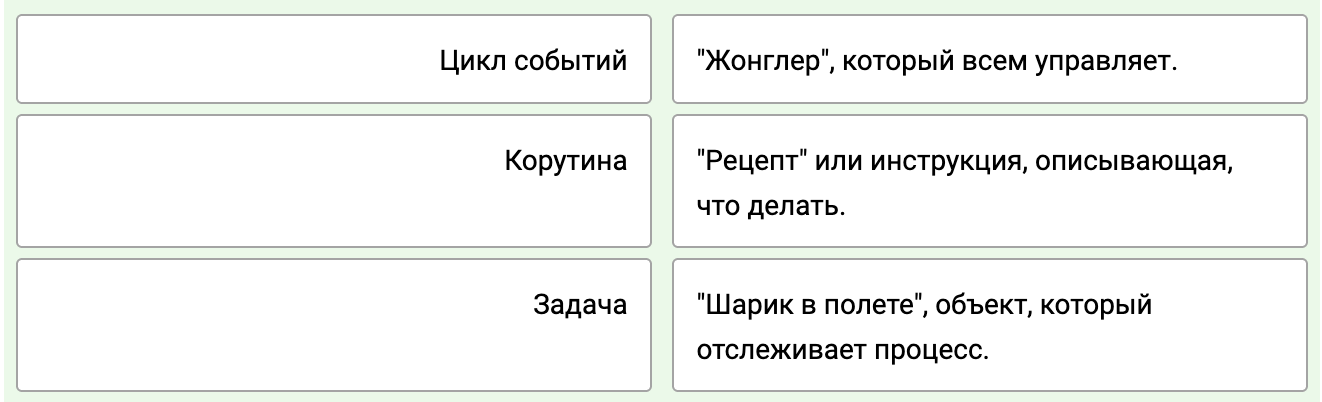 Цикл событий
"Жонглер", который всем управляет.
Корутина
"Рецепт" или инструкция, описывающая,
что делать.
Задача
"Шарик в полете", объект, который
отслеживает процесс.